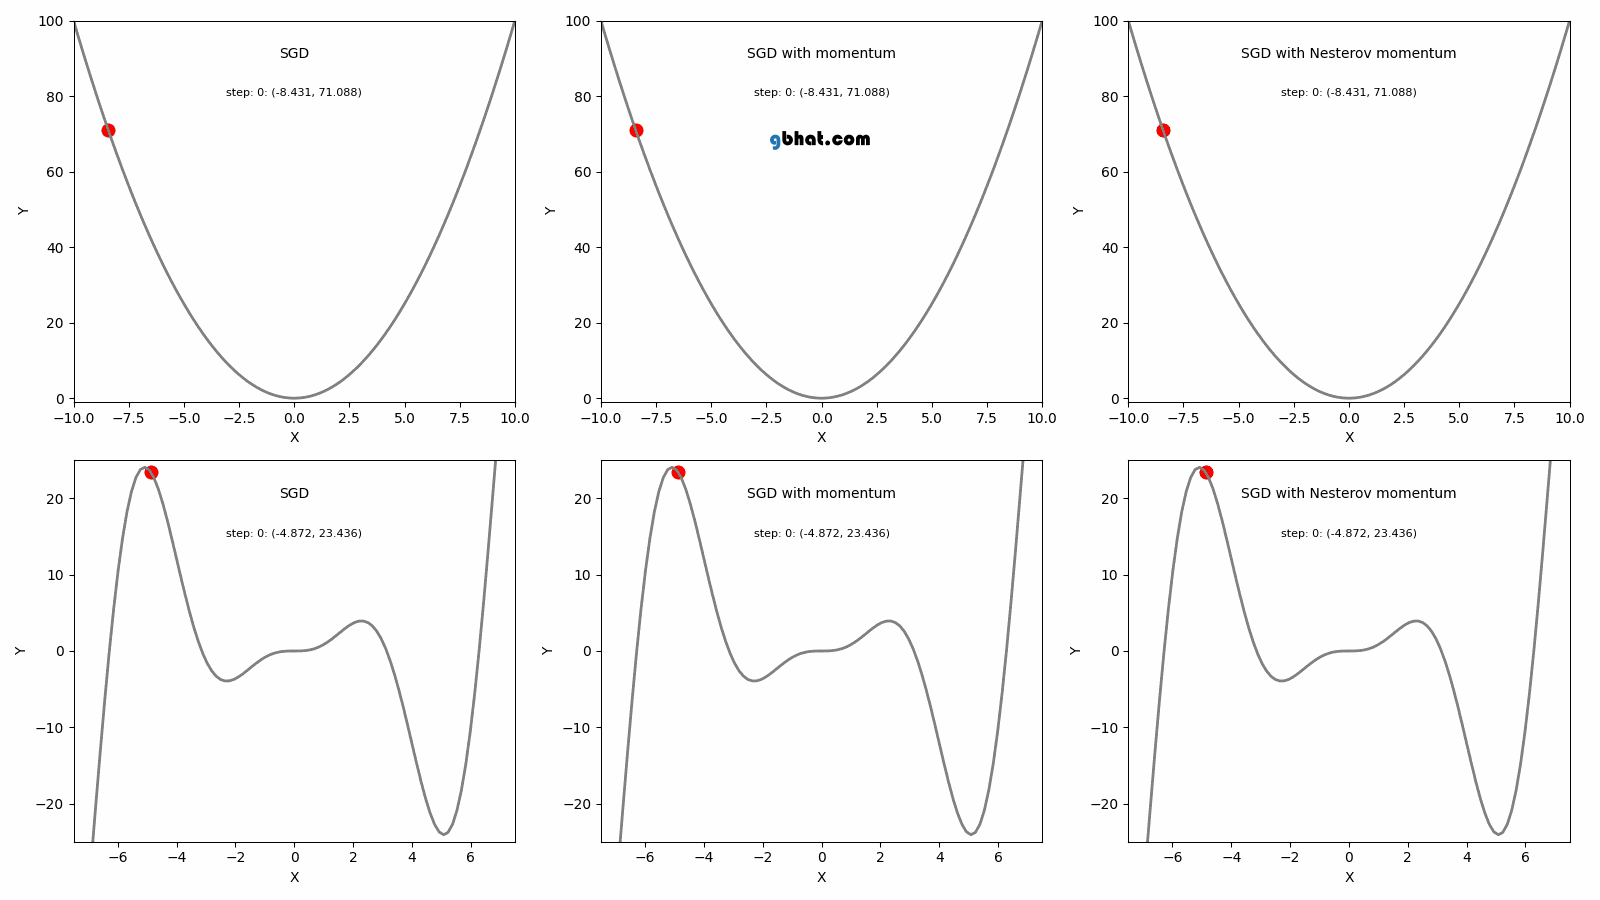 SGD
step: 0: (-8.431, 71.088)
100
80
60
40
20
0
Y
−10.0 −7.5 −5.0 −2.5 0.0 2.5 5.0 7.5 10.0
X
SGD with momentum
step: 0: (-8.431, 71.088)
gbhat.com
100
80
60
40
20
0
Y
−10.0 −7.5 −5.0 −2.5 0.0 2.5 5.0 7.5 10.0
X
SGD with Nesterov momentum
step: 0: (-8.431, 71.088)
100
80
60
40
20
0
Y
−10.0 −7.5 −5.0 −2.5 0.0 2.5 5.0 7.5 10.0
X
SGD
step: 0: (-4.872, 23.436)
20
10
0
−10
−20
Y
−6 −4 −2 0 2 4 6
X
SGD with momentum
step: 0: (-4.872, 23.436)
20
10
0
−10
−20
Y
−6 −4 −2 0 2 4 6
X
SGD with Nesterov momentum
step: 0: (-4.872, 23.436)
20
10
0
−10
−20
Y
−6 −4 −2 0 2 4 6
X